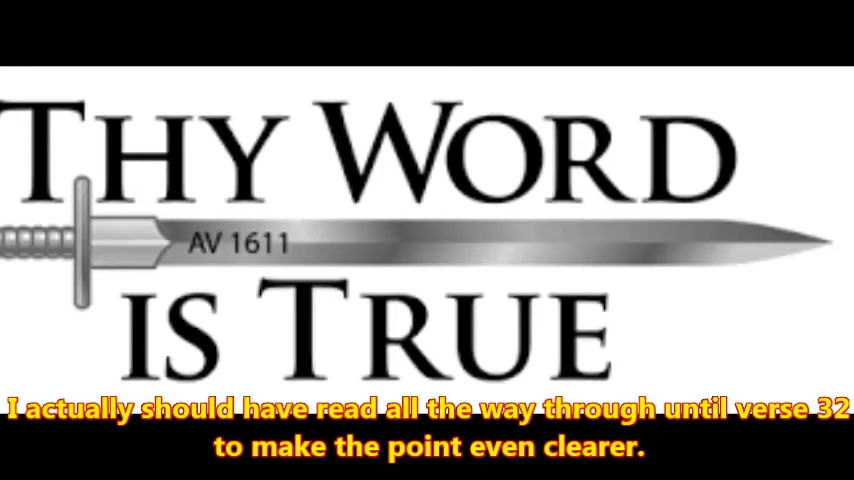 THY WORD
AV 1611
IS TRUE
I actually should have read all the way through until verse 32
to make the point even clearer.